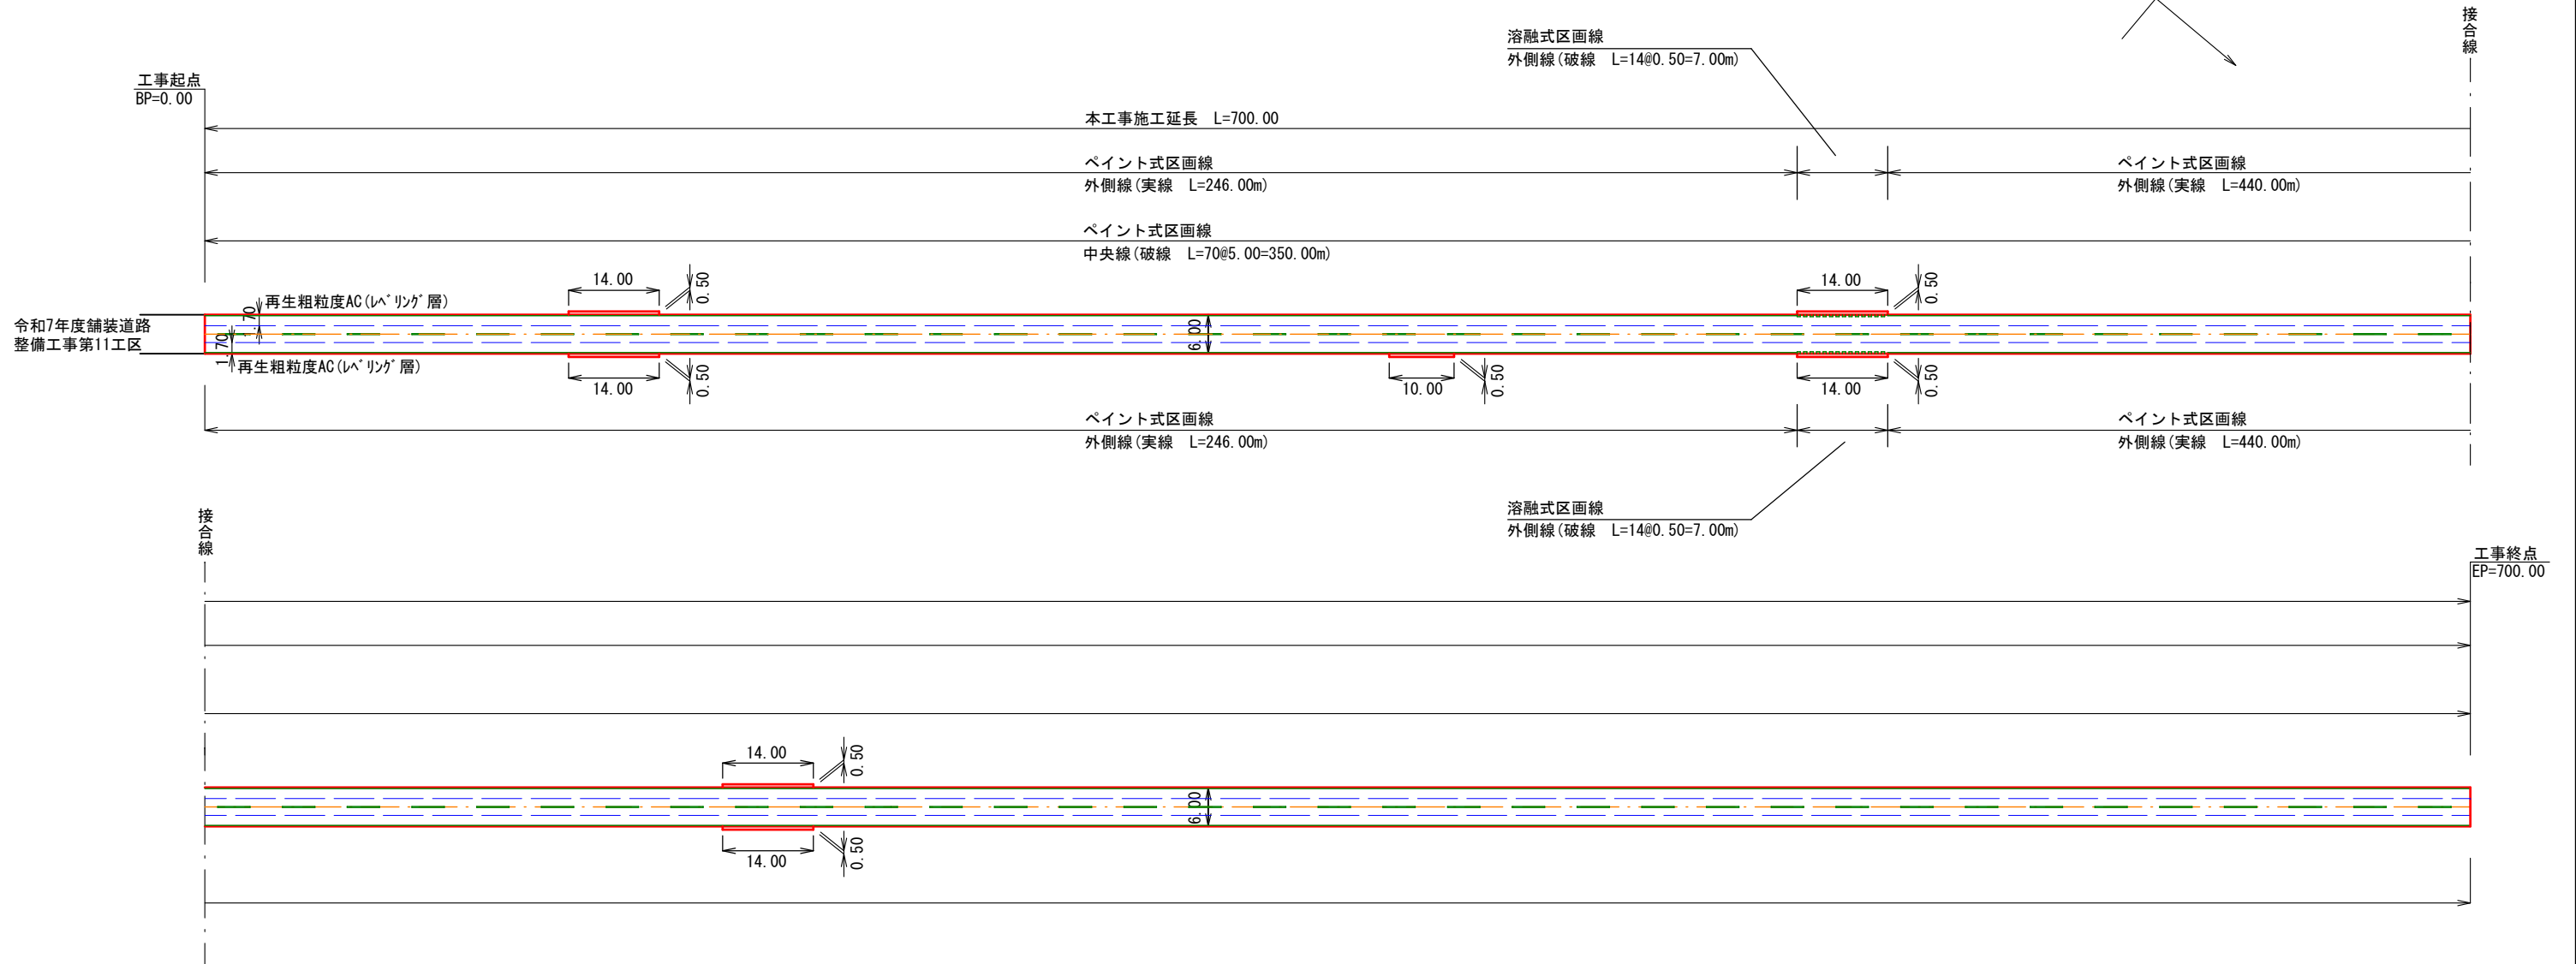 接合線
溶融式区画線
外側線(破線 L=14@0.50=7.00m)
工事起点
BP=0.00
本工事施工延長 L=700.00
ペイント式区画線
外側線(実線 L=246.00m)
ペイント式区画線
外側線(実線 L=440.00m)
ペイント式区画線
中央線(破線 L=70@5.00=350.00m)
14.00
0.50
14.00
0.50
再生粗粒度AC(ﾚﾍﾞﾘﾝｸﾞ層)
1.70
令和7年度舗装道路
整備工事第11工区
6.00
1.70
再生粗粒度AC(ﾚﾍﾞﾘﾝｸﾞ層)
14.00
0.50
10.00
0.50
14.00
0.50
ペイント式区画線
外側線(実線 L=246.00m)
ペイント式区画線
外側線(実線 L=440.00m)
溶融式区画線
外側線(破線 L=14@0.50=7.00m)
接合線
工事終点
EP=700.00
14.00
0.50
6.00
14.00
0.50